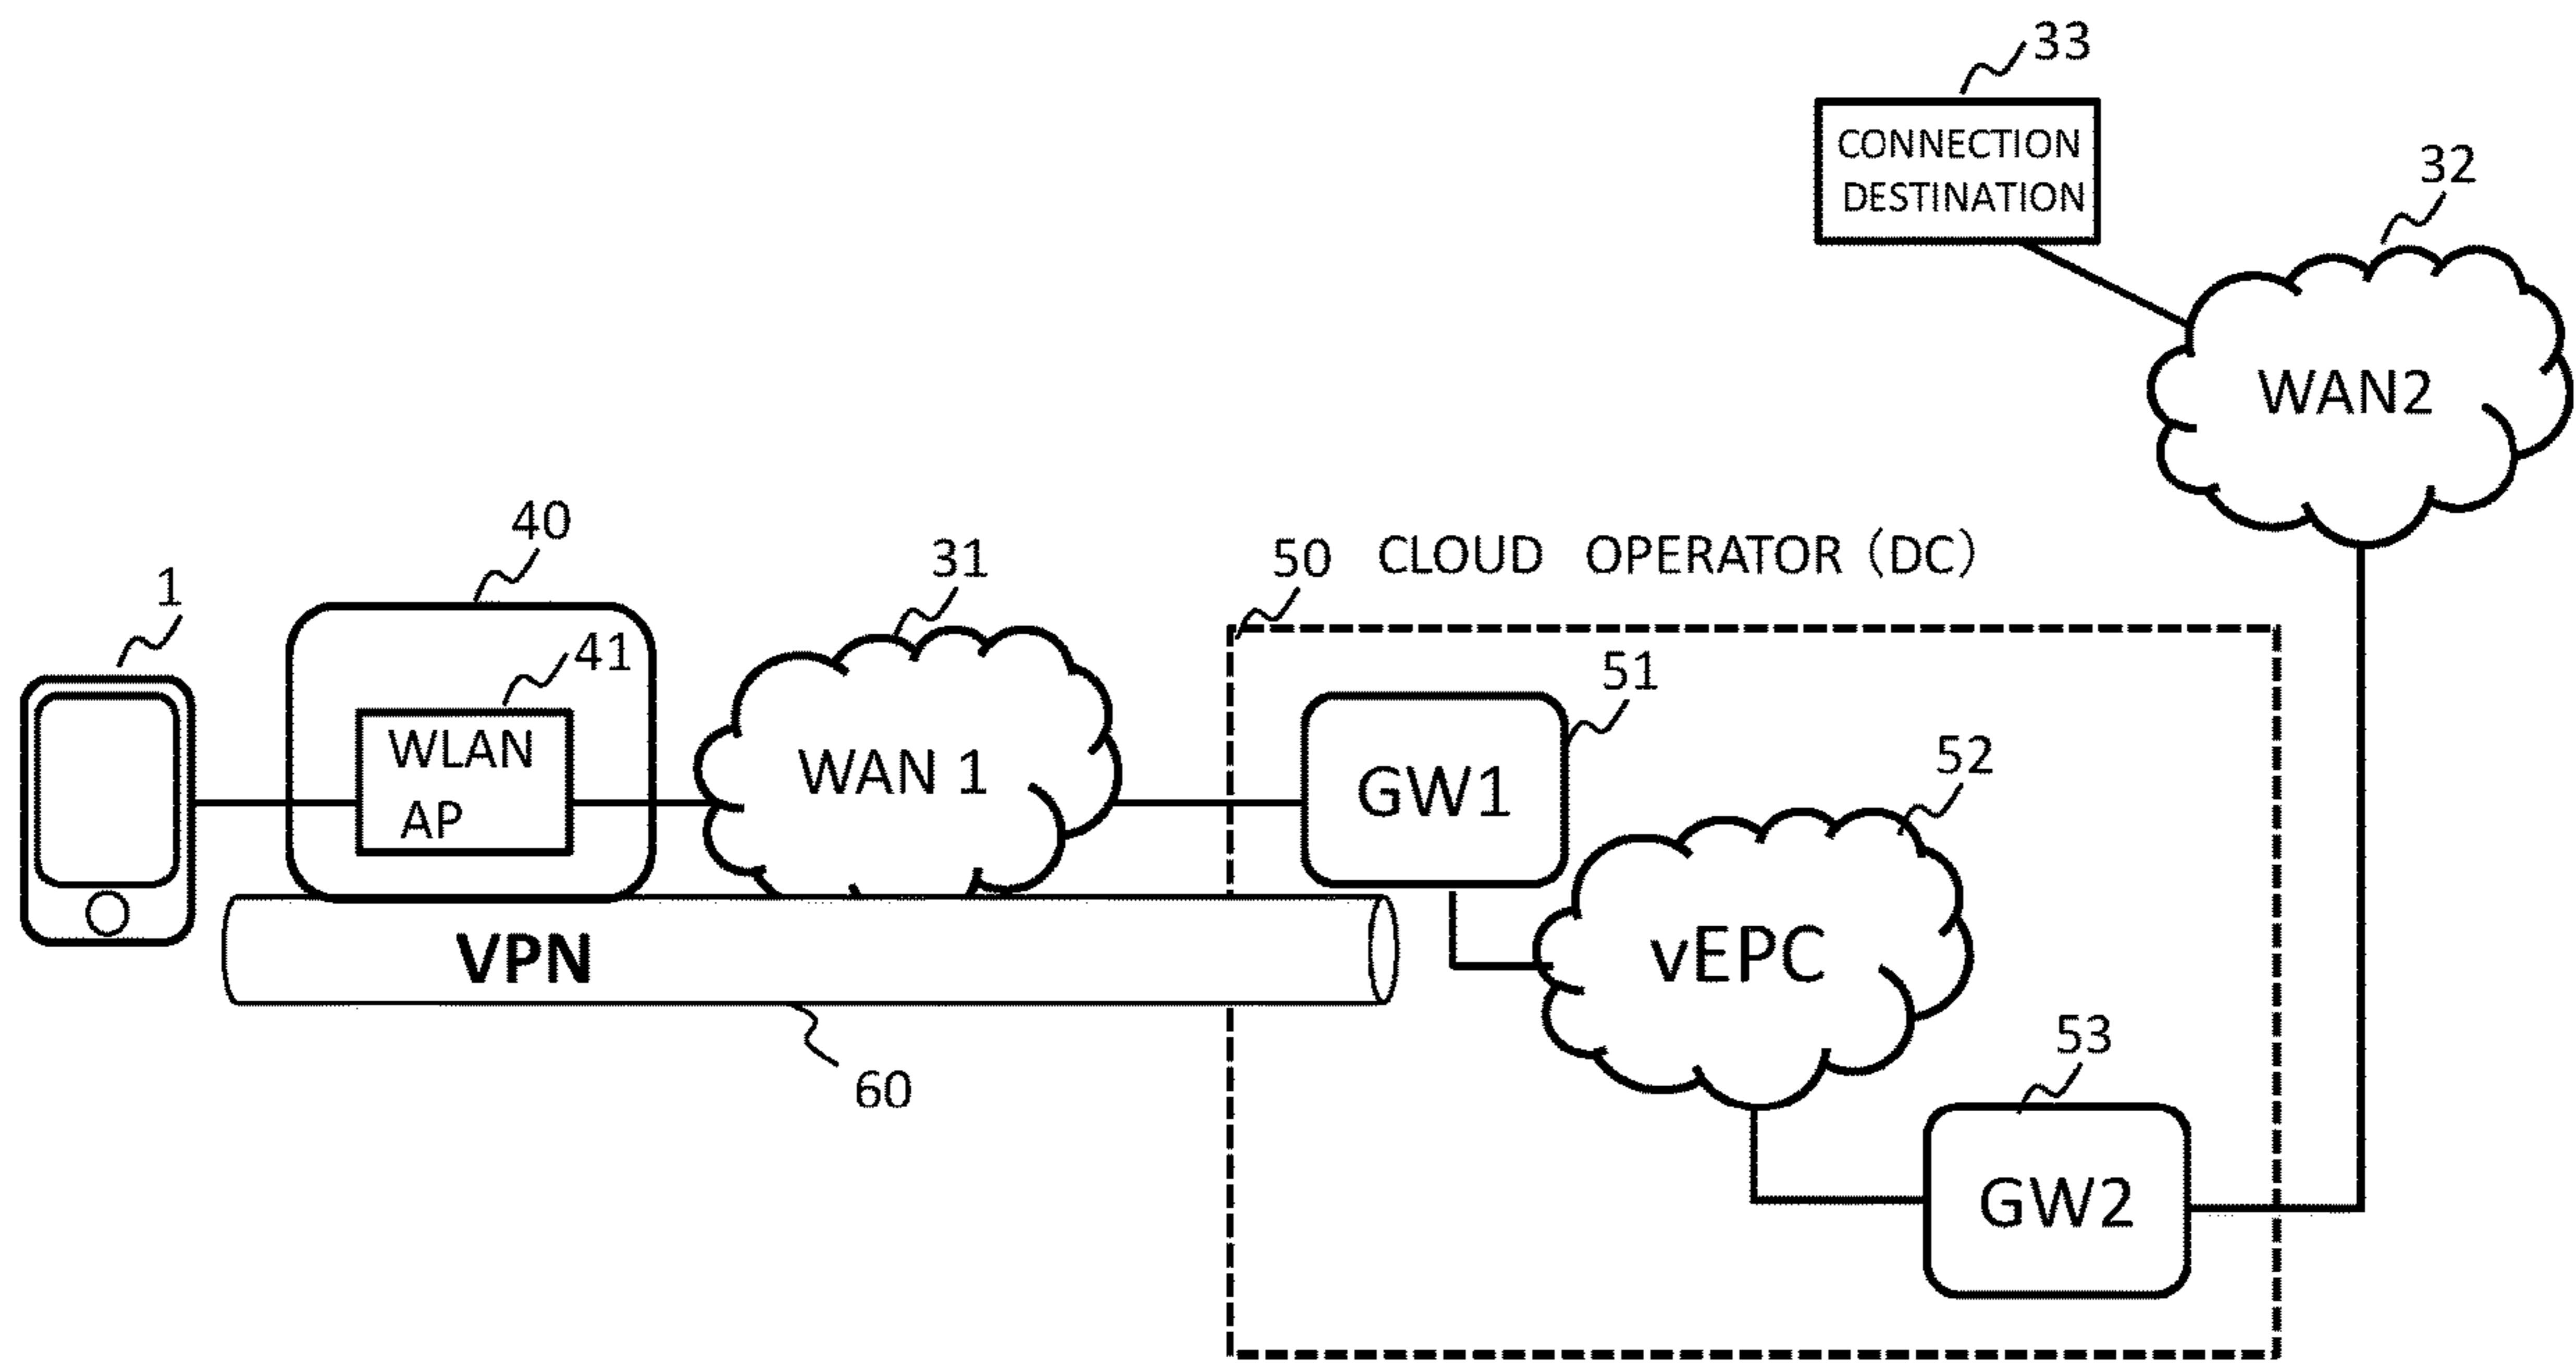 33
CONNECTION
DESTINATION
32
WAN2
40
1
41
WLAN
AP
31
WAN 1
50 CLOUD OPERATOR (DC)
51
GW1
52
vEPC
VPN
60
53
GW2